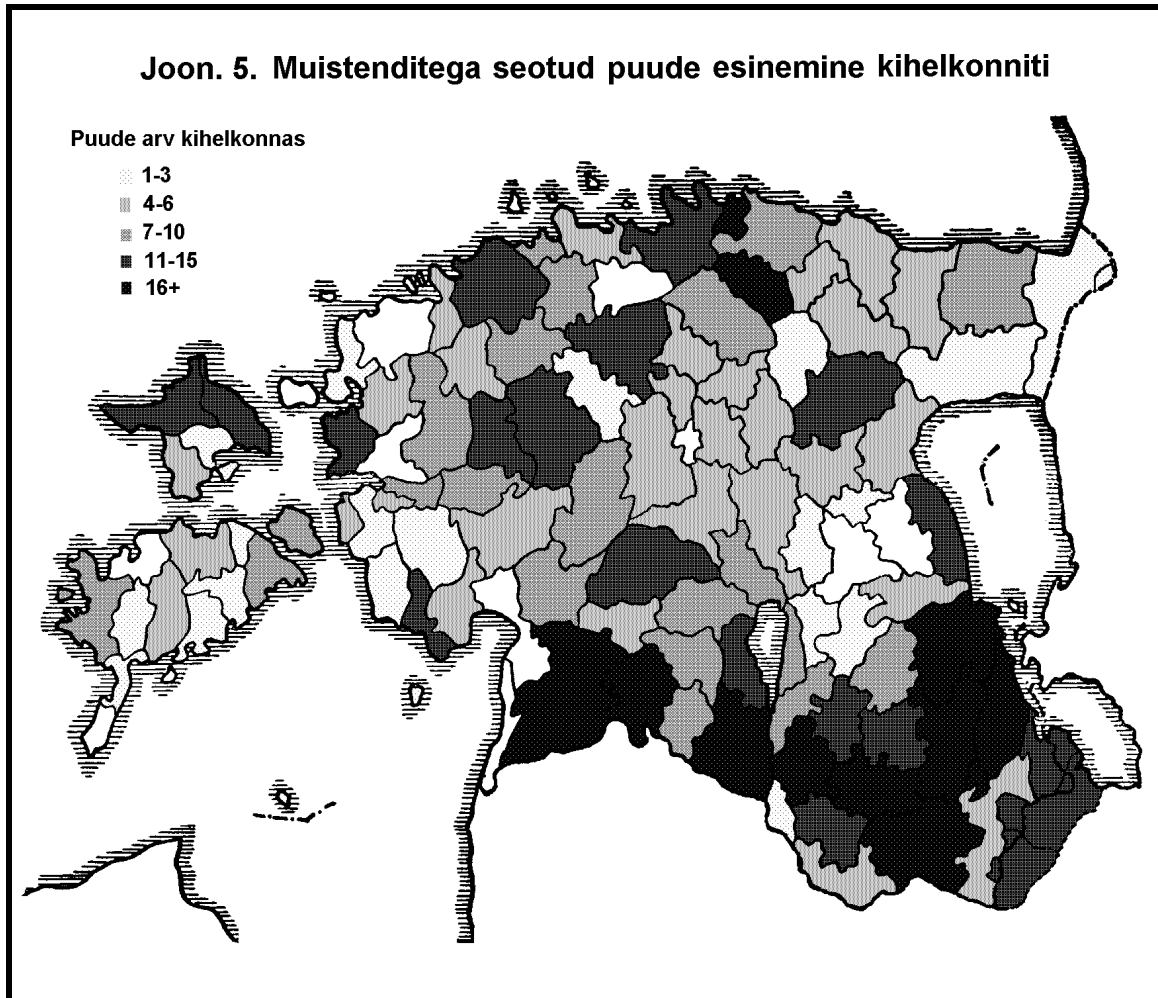 Joon. 5. Muistenditega seotud puude esinemine kihelkonniti
Puude arv kihelkonnas
1-3
4-6
7-10
11-15
16+